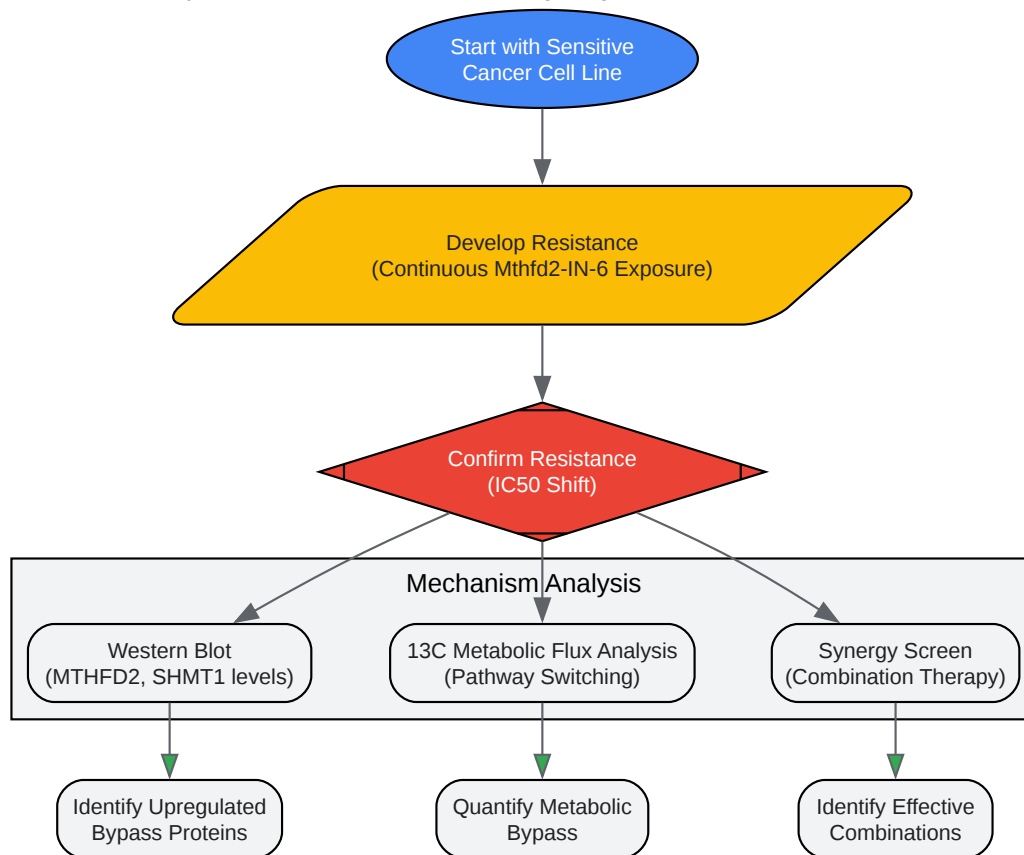 Start with Sensitive
Cancer Cell Line
Develop Resistance
(Continuous Mthfd2-IN-6 Exposure)
Confirm Resistance
(IC50 Shift)
Mechanism Analysis
Western Blot
(MTHFD2, SHMT1 levels)
13C Metabolic Flux Analysis
(Pathway Switching)
Synergy Screen
(Combination Therapy)
Identify Upregulated
Bypass Proteins
Quantify Metabolic
Bypass
Identify Effective
Combinations